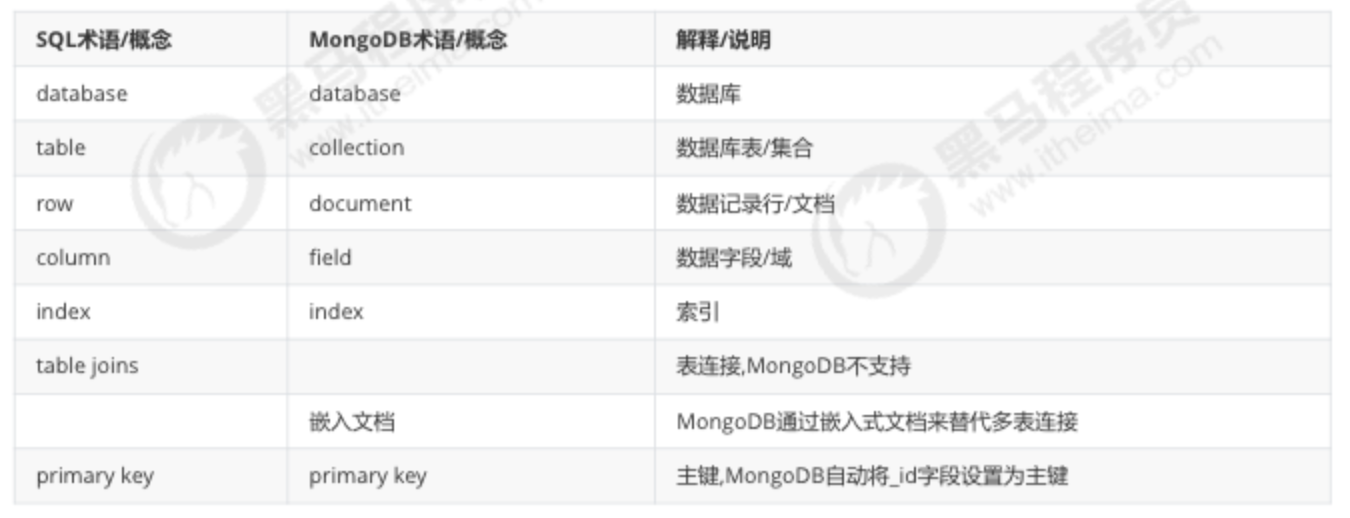 SQL术语/概念 MongoDB术语/概念 解释/说明
database database 数据库
table collection 数据库表/集合
row document 数据记录行/文档
column field 数据字段/域
index index 索引
table joins 表连接,MongoDB不支持
嵌入文档 MongoDB通过嵌入式文档来替代多表连接
primary key primary key 主键,MongoDB自动将_id字段设置为主键
黑马程序员
www.itheima.com
黑马程序员
www.itheima.com